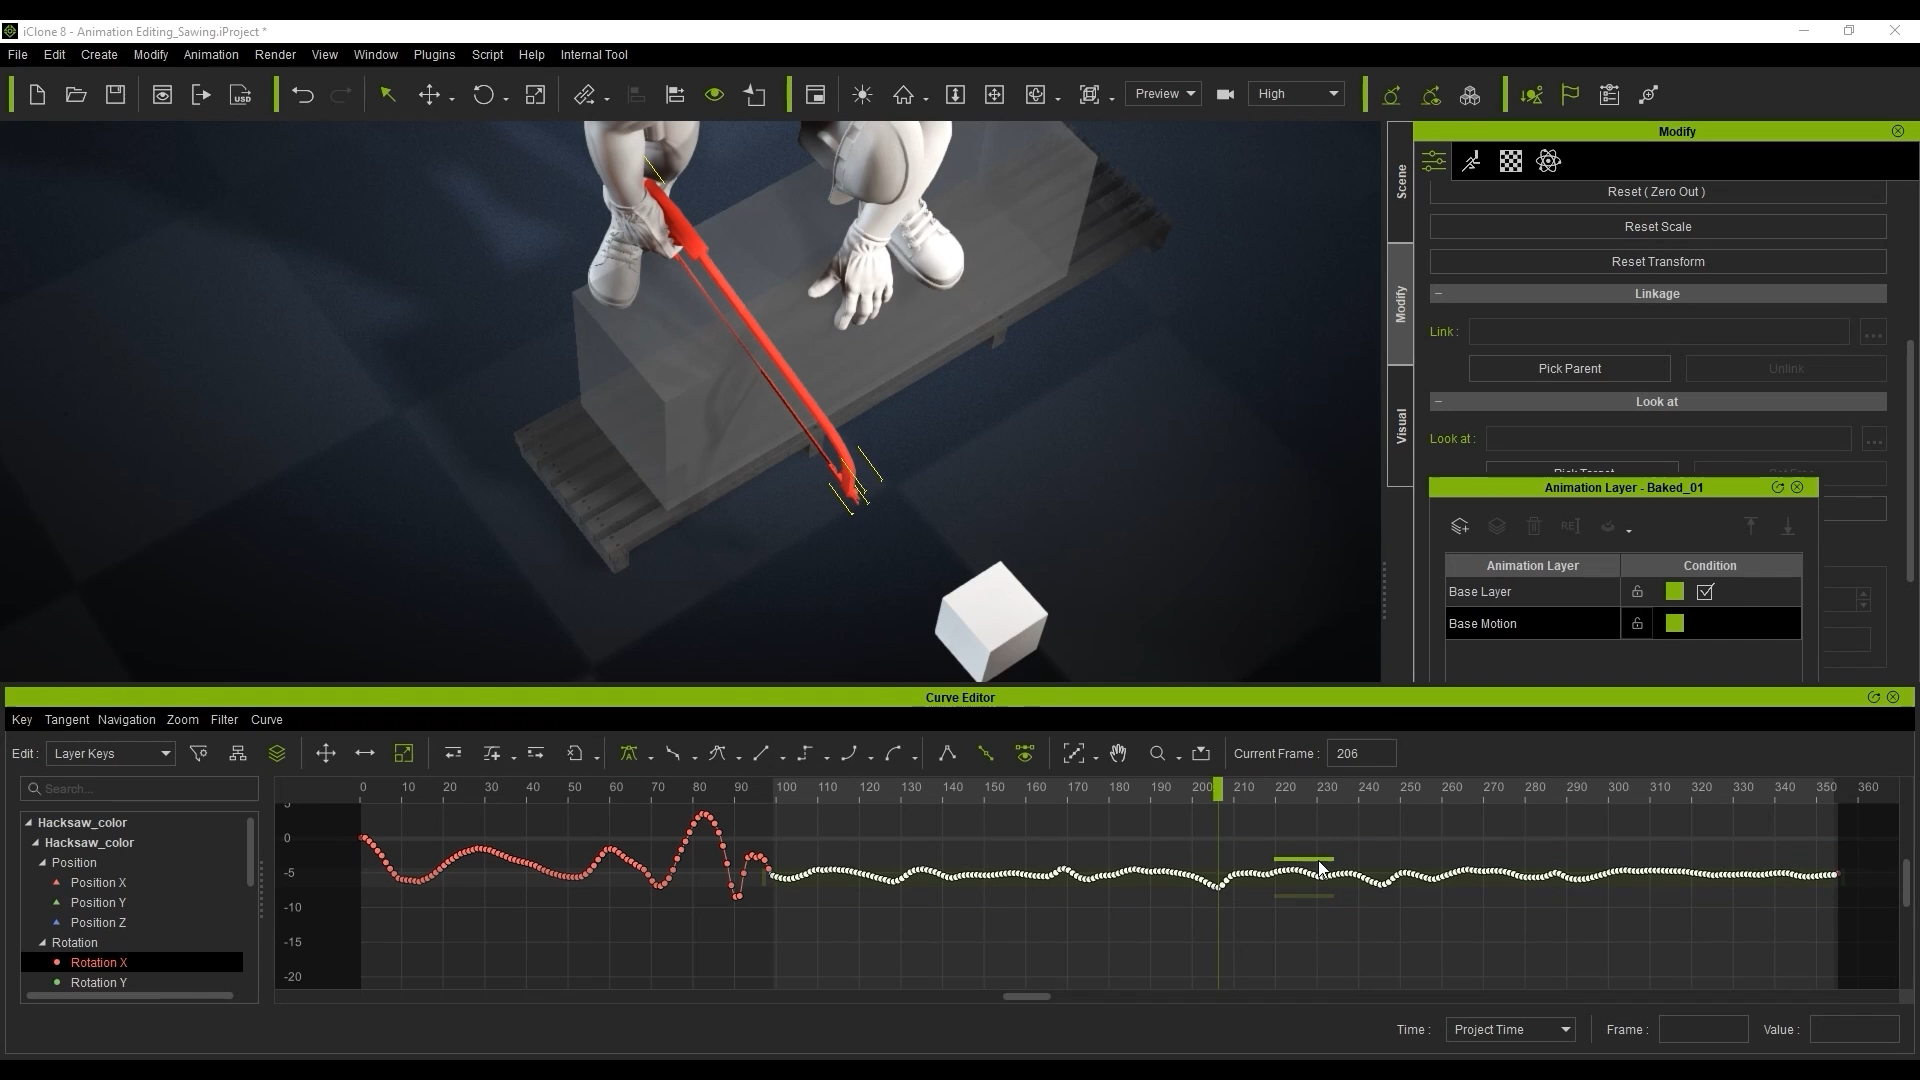 iClone 8 - Animation Editing_Sawing.iProject *
File Edit Create Modify Animation Render View Window Plugins Script Help Internal Tool
USD Preview High
Modify
Scene
Modify
Visual
Reset ( Zero Out )
Reset Scale
Reset Transform
Linkage
Link :
Pick Parent Unlink
Look at
Look at :
Pick Target
Animation Layer - Baked_01
Animation Layer Condition
Base Layer
Base Motion
Curve Editor
Key Tangent Navigation Zoom Filter Curve
Edit : Layer Keys Current Frame : 206
Search...
0 10 20 30 40 50 60 70 80 90 100 110 120 130 140 150 160 170 180 190 200 210 220 230 240 250 260 270 280 290 300 310 320 330 340 350 360
5
0
-5
-10
-15
-20
Hacksaw_color
Hacksaw_color
Position
Position X
Position Y
Position Z
Rotation
Rotation X
Rotation Y
Time : Project Time Frame : Value :